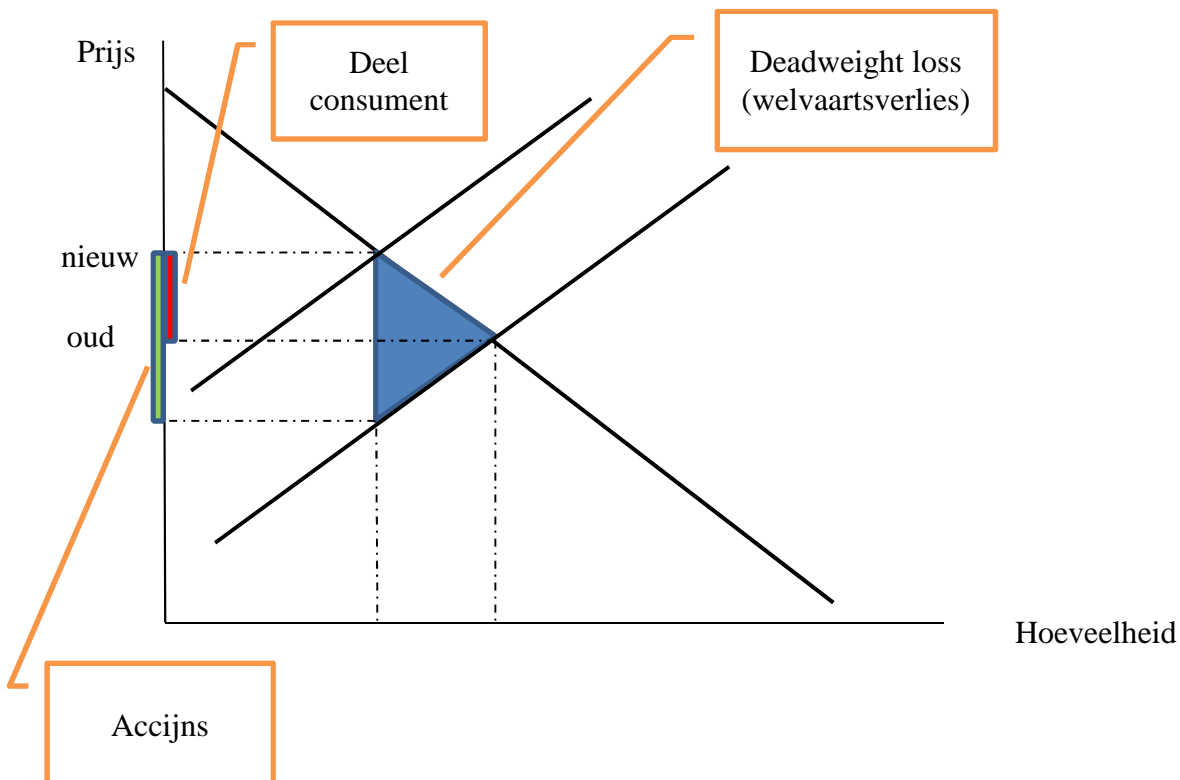 Prijs
Deel
consument
Deadweight loss
(welvaartsverlies)
nieuw
oud
Hoeveelheid
Accijns